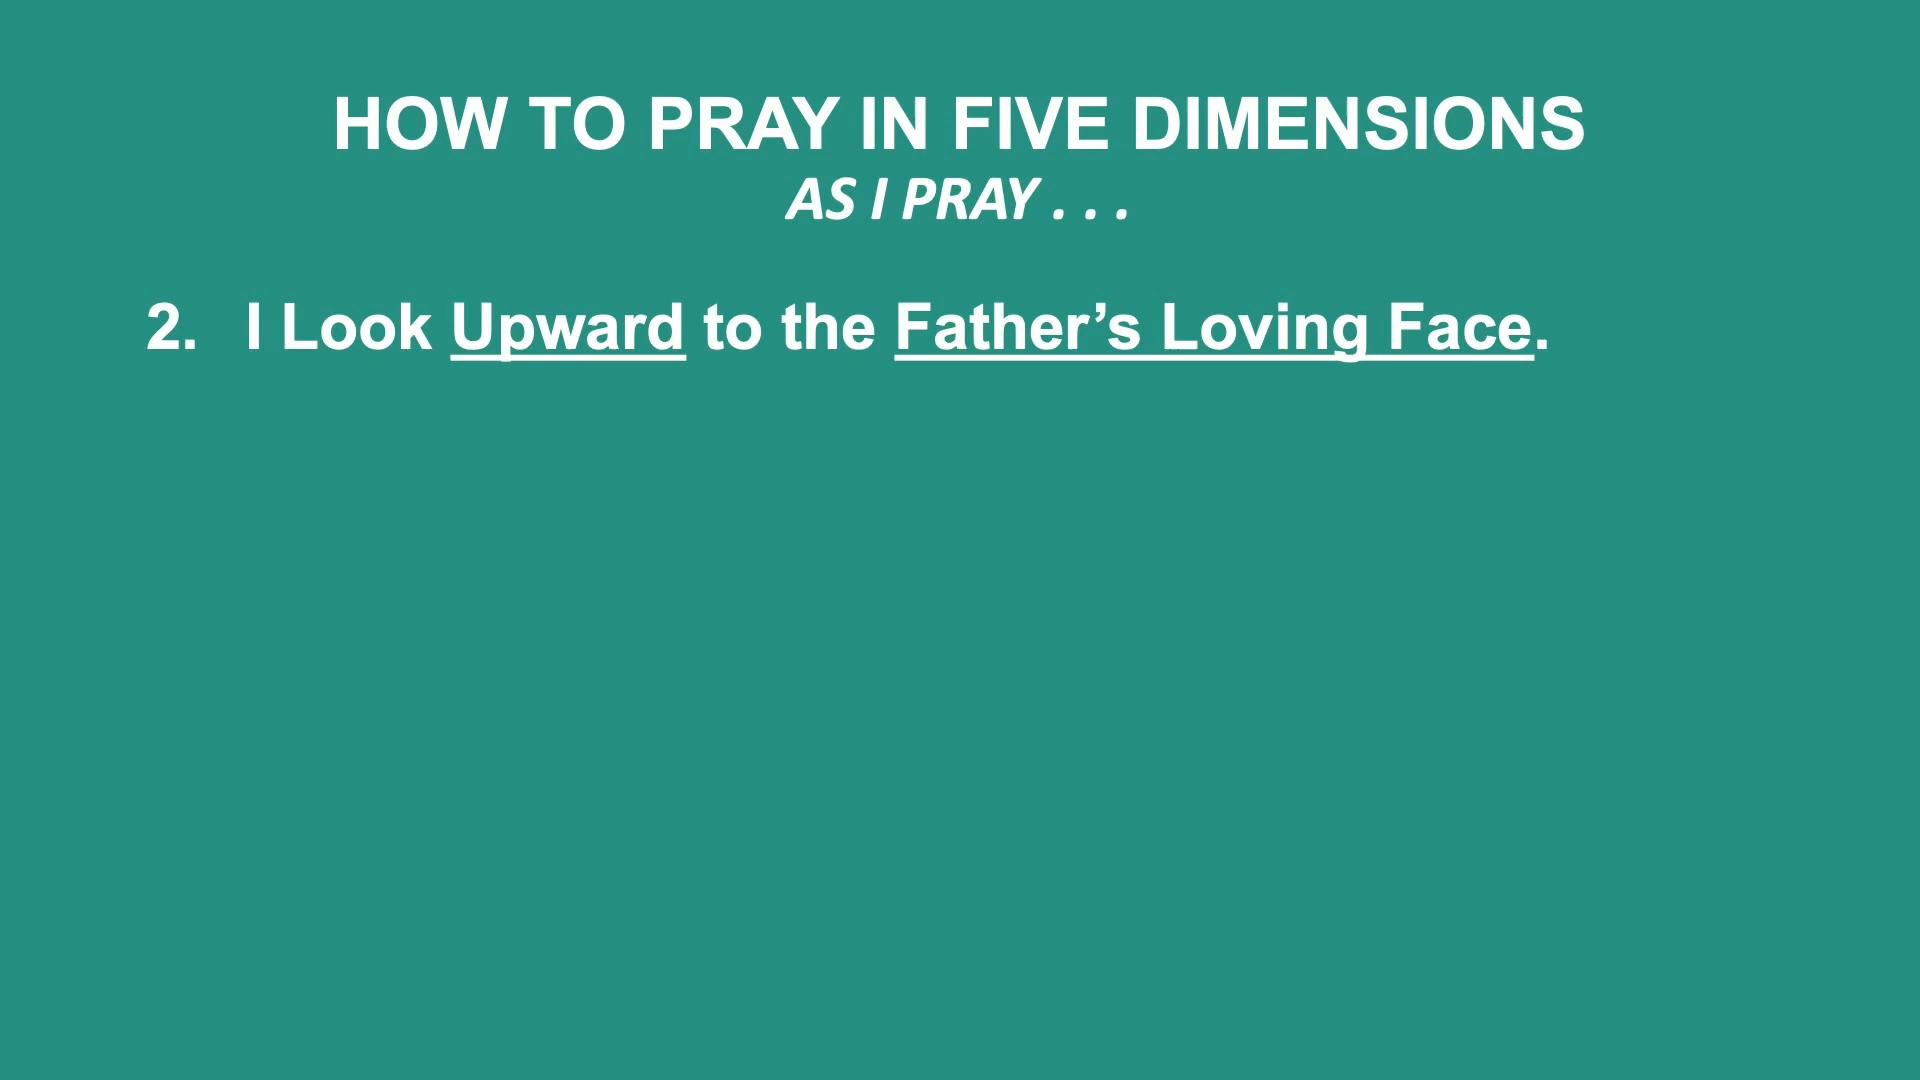 HOW TO PRAY IN FIVE DIMENSIONS
AS I PRAY . . .
2. I Look Upward to the Father’s Loving Face.